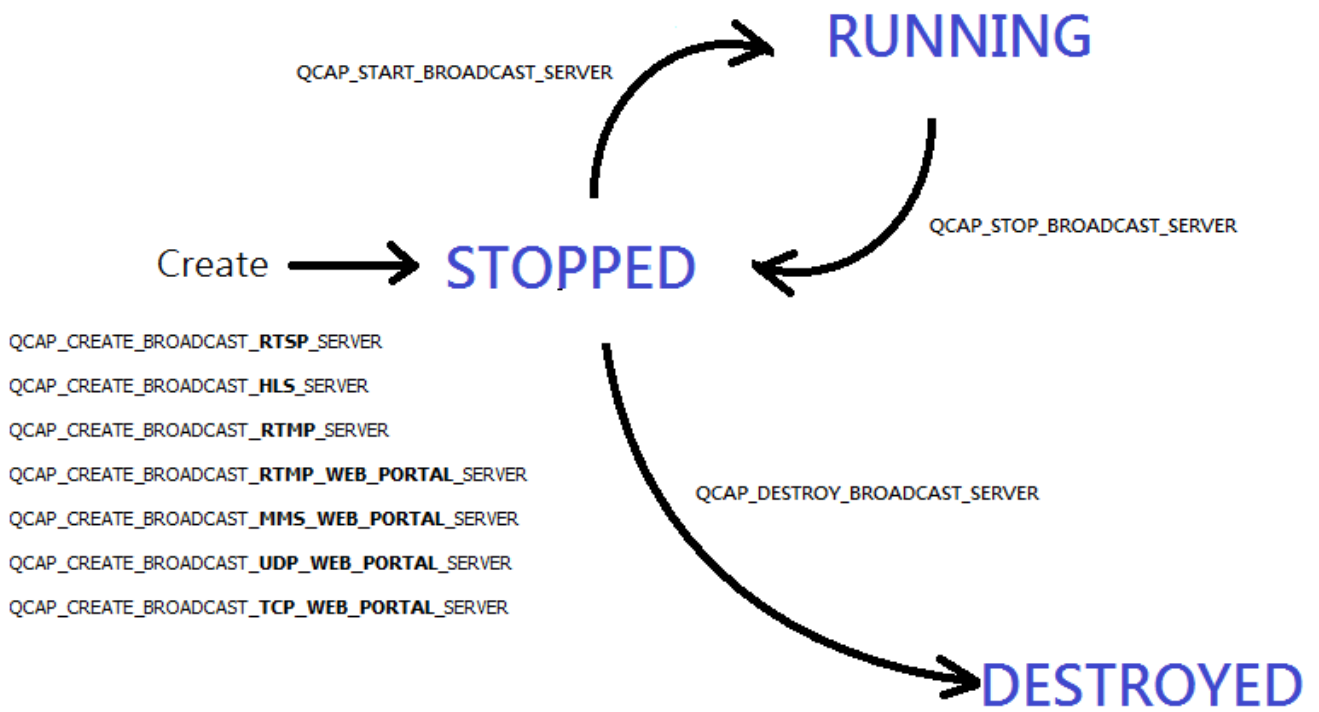 RUNNING
QCAP_START_BROADCAST_SERVER
QCAP_STOP_BROADCAST_SERVER
Create
STOPPED
QCAP_CREATE_BROADCAST_RTSP_SERVER
QCAP_CREATE_BROADCAST_HLS_SERVER
QCAP_CREATE_BROADCAST_RTMP_SERVER
QCAP_CREATE_BROADCAST_RTMP_WEB_PORTAL_SERVER
QCAP_CREATE_BROADCAST_MMS_WEB_PORTAL_SERVER
QCAP_CREATE_BROADCAST_UDP_WEB_PORTAL_SERVER
QCAP_CREATE_BROADCAST_TCP_WEB_PORTAL_SERVER
QCAP_DESTROY_BROADCAST_SERVER
DESTROYED